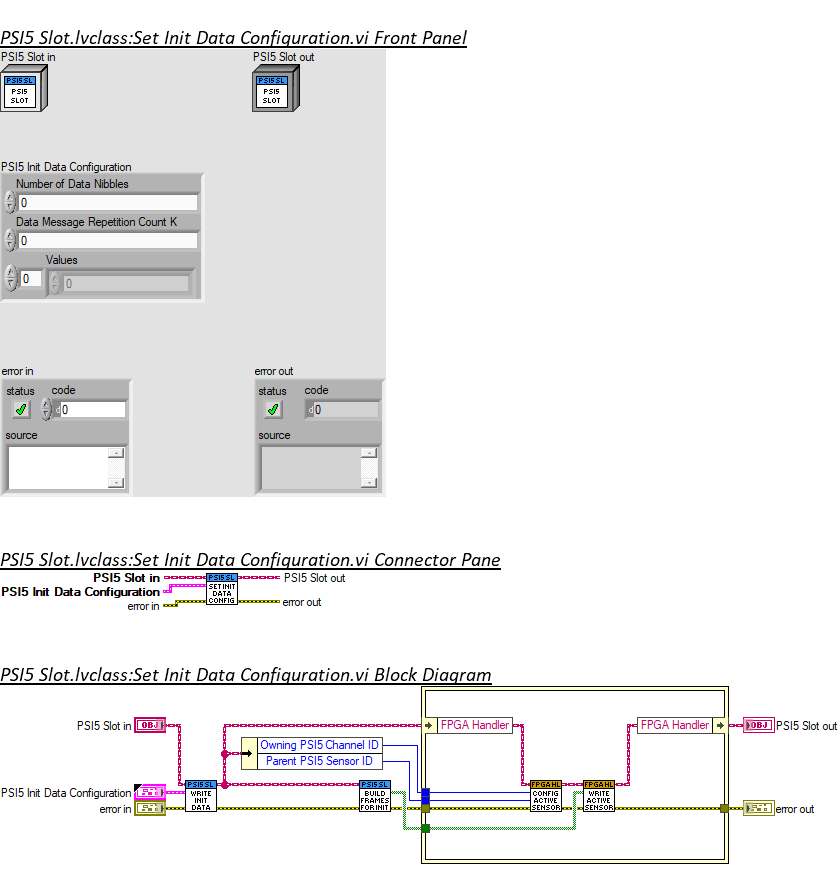 PSI5 Slot.lvclass:Set Init Data Configuration.vi Front Panel
PSI5 Slot in
PSI5 Slot out
PSI5 SL
PSI5
SLOT
PSI5 SL
PSI5
SLOT
PSI5 Init Data Configuration
Number of Data Nibbles
0
Data Message Repetition Count K
0
Values
0
0
error in
status
code
d0
source
error out
status
code
d0
source
PSI5 Slot.lvclass:Set Init Data Configuration.vi Connector Pane
PSI5 Slot in
PSI5 Init Data Configuration
error in
PSI5 SL
SET INIT
DATA
CONFIG
PSI5 Slot out
error out
PSI5 Slot.lvclass:Set Init Data Configuration.vi Block Diagram
PSI5 Slot in
OBJ
FPGA Handler
FPGA Handler
OBJ
PSI5 Slot out
Owning PSI5 Channel ID
Parent PSI5 Sensor ID
PSI5 Init Data Configuration
error in
PSI5 SL
WRITE
INIT
DATA
PSI5 SL
BUILD
FRAMES
FOR INIT
FPGA HL
CONFIG
ACTIVE
SENSOR
FPGA HL
WRITE
ACTIVE
SENSOR
error out